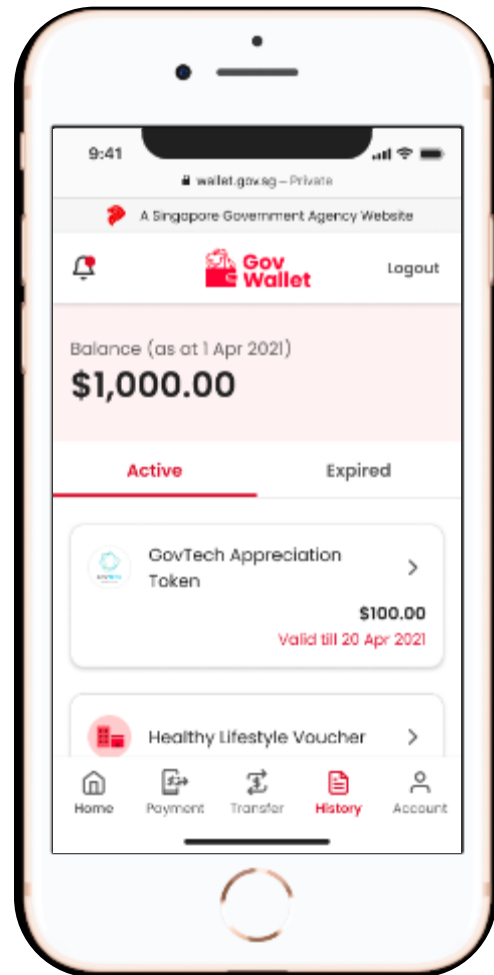 9:41
wallet.gov.sg – Private
A Singapore Government Agency Website
Gov
Wallet
Logout
Balance (as at 1 Apr 2021)
$1,000.00
Active
Expired
GovTech Appreciation
Token
$100.00
Valid till 20 Apr 2021
Healthy Lifestyle Voucher
Home
Payment
Transfer
History
Account